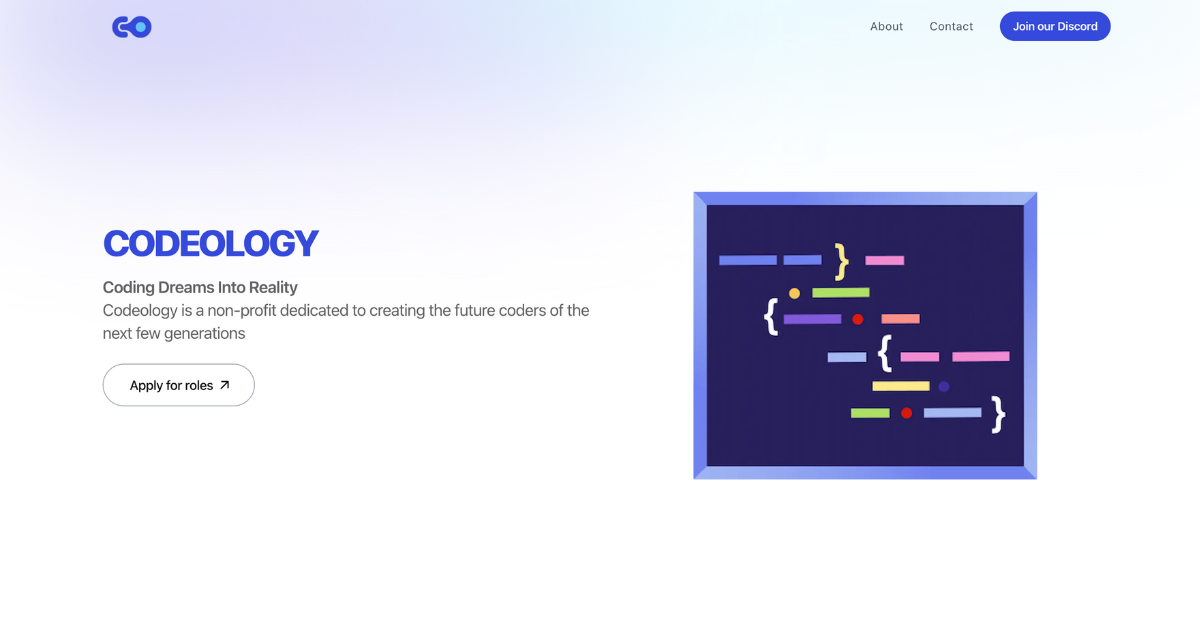 About
Contact
Join our Discord
CODEOLOGY
Coding Dreams Into Reality
Codeology is a non-profit dedicated to creating the future coders of the
next few generations
Apply for roles
}
{
{
}